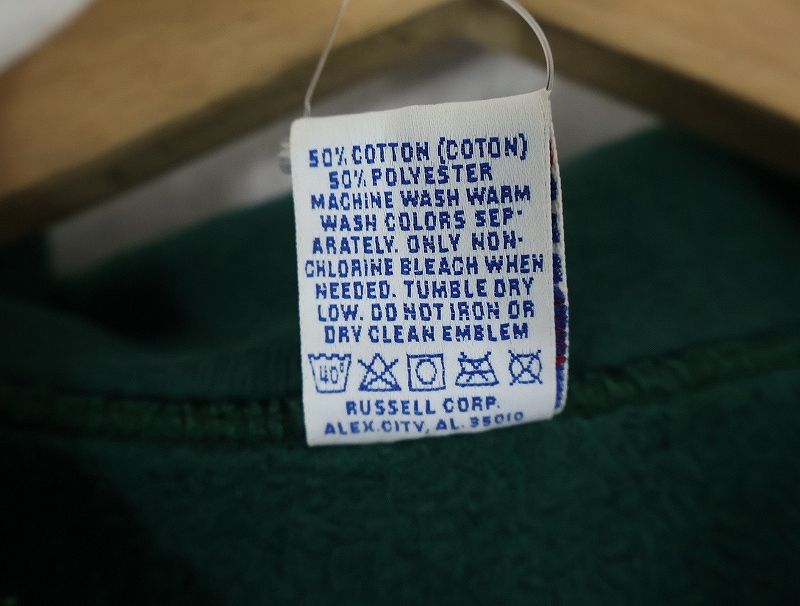 50% COTTON (COTON)
50% POLYESTER
MACHINE WASH WARM
WASH COLORS SEP-
ARATELY. ONLY NON-
CHLORINE BLEACH WHEN
NEEDED. TUMBLE DRY
LOW. DO NOT IRON OR
DRY CLEAN EMBLEM
40°
RUSSELL CORP.
ALEX.CITY, AL. 35010